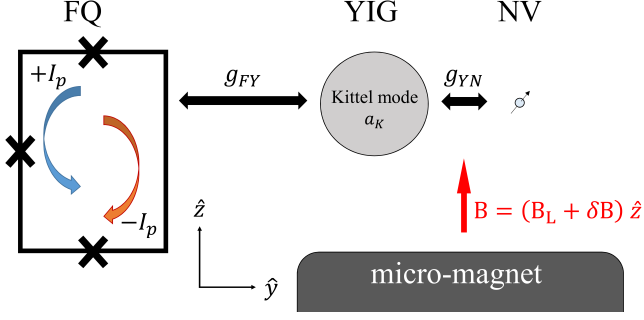 FQ YIG NV
+I_p
g_FY
g_YN
Kittel mode
a_K
−I_p
ẑ
B = (B_L + δB) ẑ
ŷ
micro-magnet